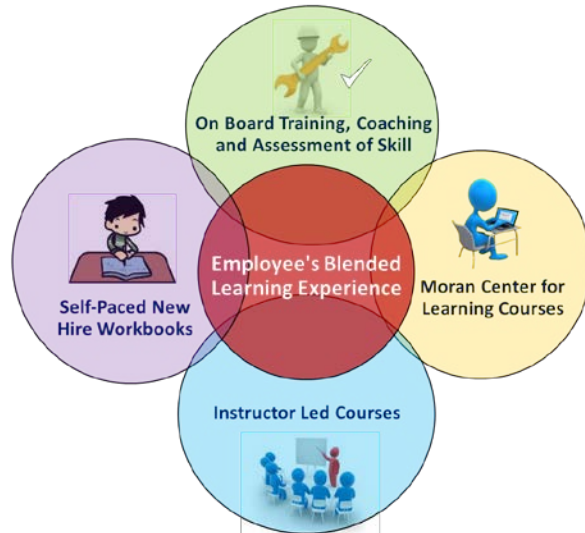 On Board Training, Coaching
and Assessment of Skill
Employee's Blended
Learning Experience
Self-Paced New
Hire Workbooks
Moran Center for
Learning Courses
Instructor Led Courses